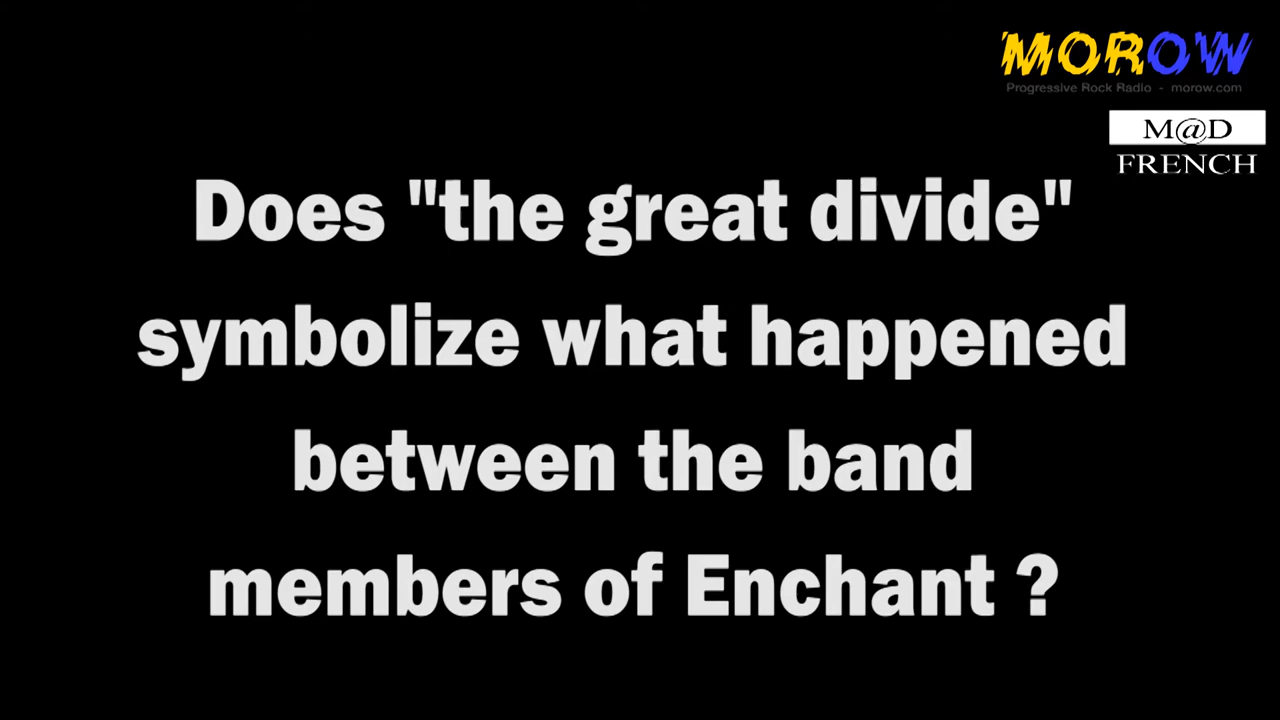 MOROW
Progressive Rock Radio - morow.com
M@D
FRENCH
Does "the great divide"
symbolize what happened
between the band
members of Enchant ?